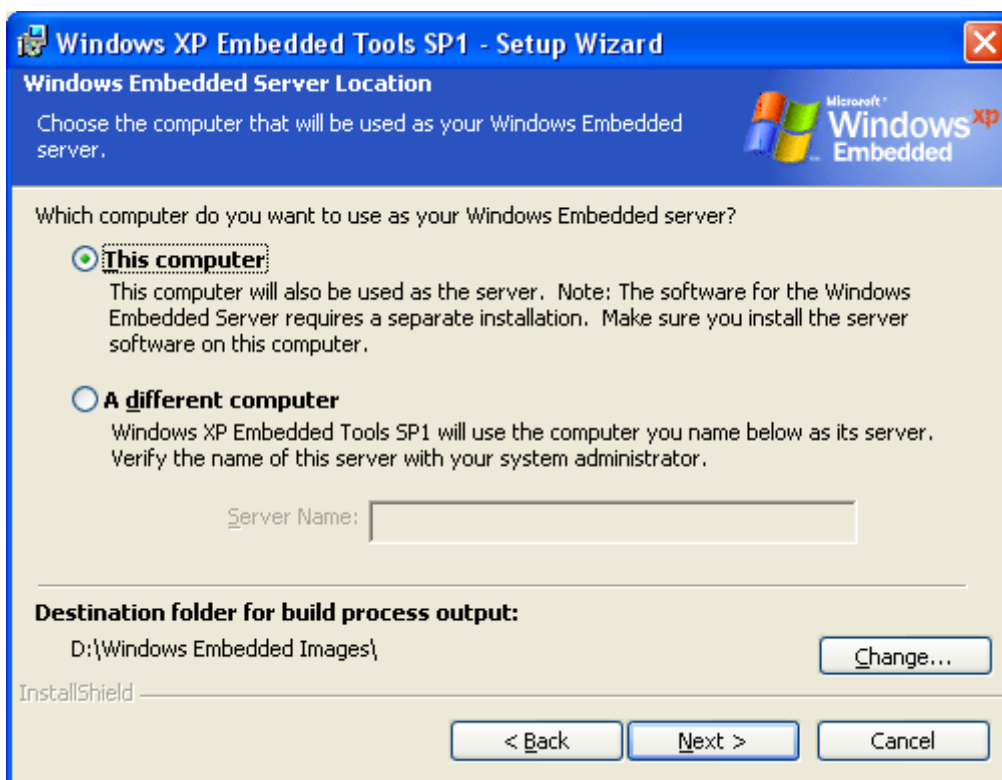 Windows XP Embedded Tools SP1 - Setup Wizard
Windows Embedded Server Location
Choose the computer that will be used as your Windows Embedded
server.
Microsoft
Windows xp
Embedded
Which computer do you want to use as your Windows Embedded server?
This computer
This computer will also be used as the server. Note: The software for the Windows
Embedded Server requires a separate installation. Make sure you install the server
software on this computer.
A different computer
Windows XP Embedded Tools SP1 will use the computer you name below as its server.
Verify the name of this server with your system administrator.
Server Name:
Destination folder for build process output:
D:\Windows Embedded Images\
Change...
InstallShield
< Back
Next >
Cancel